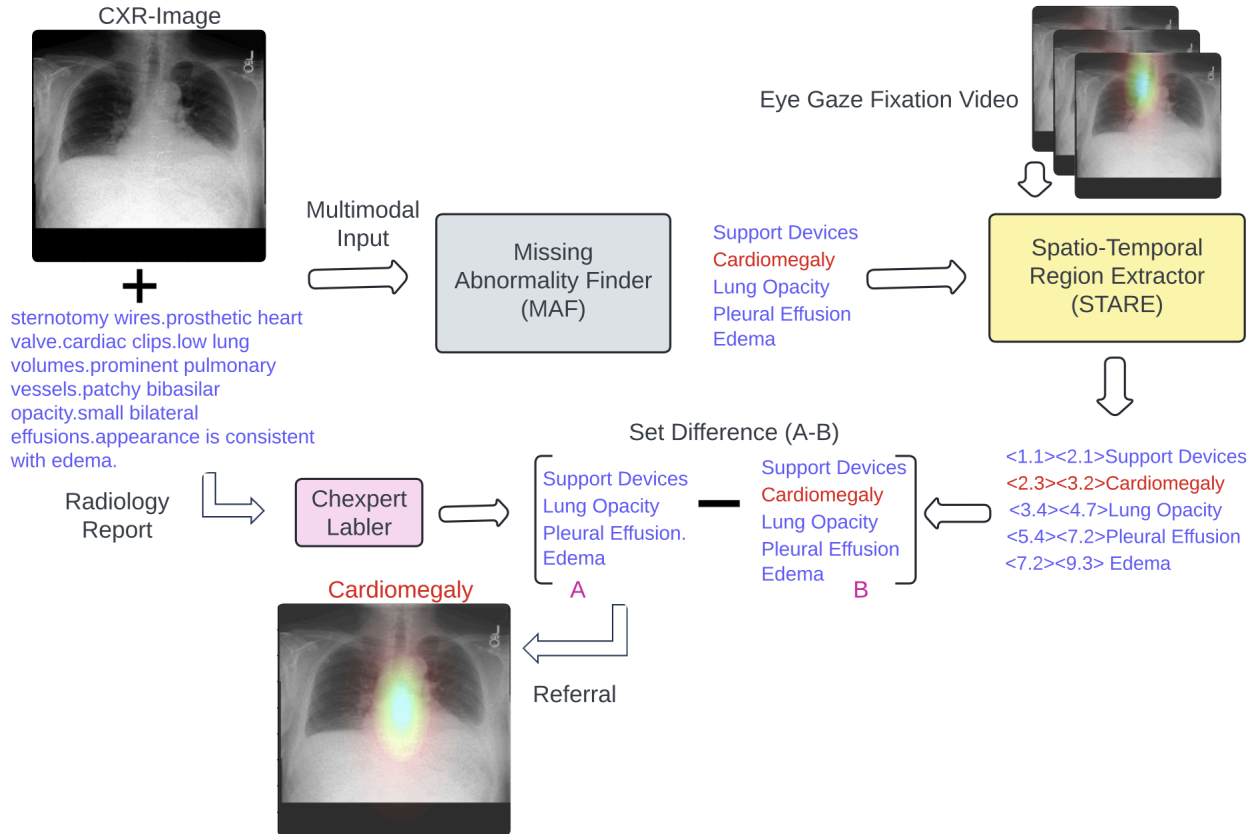 CXR-Image
Eye Gaze Fixation Video
Multimodal
Input
Missing
Abnormality Finder
(MAF)
Support Devices
Cardiomegaly
Lung Opacity
Pleural Effusion
Edema
Spatio-Temporal
Region Extractor
(STARE)
sternotomy wires.prosthetic heart
valve.cardiac clips.low lung
volumes.prominent pulmonary
vessels.patchy bibasilar
opacity.small bilateral
effusions.appearance is consistent
with edema.
Radiology
Report
Chexpert
Labler
Set Difference (A-B)
Support Devices
Lung Opacity
Pleural Effusion.
Edema
A
Support Devices
Cardiomegaly
Lung Opacity
Pleural Effusion
Edema
B
<1.1><2.1>Support Devices
<2.3><3.2>Cardiomegaly
<3.4><4.7>Lung Opacity
<5.4><7.2>Pleural Effusion
<7.2><9.3> Edema
Cardiomegaly
Referral